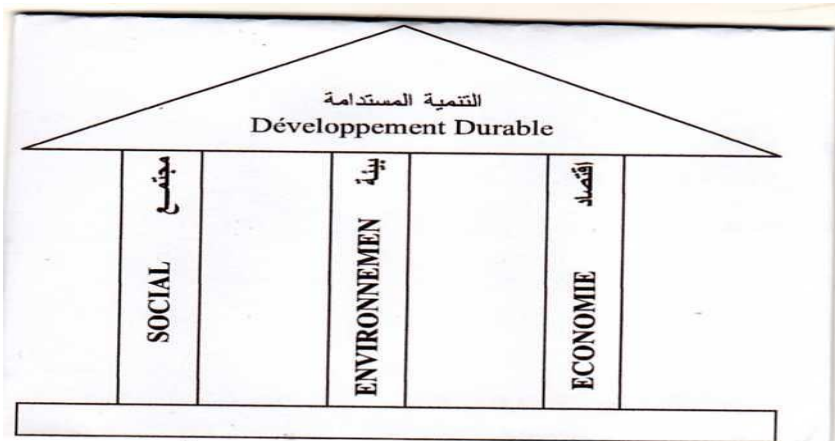 التنمية المستدامة
Développement Durable
SOCIAL مجتمع
ENVIRONNEMEN بيئة
ECONOMIE اقتصاد